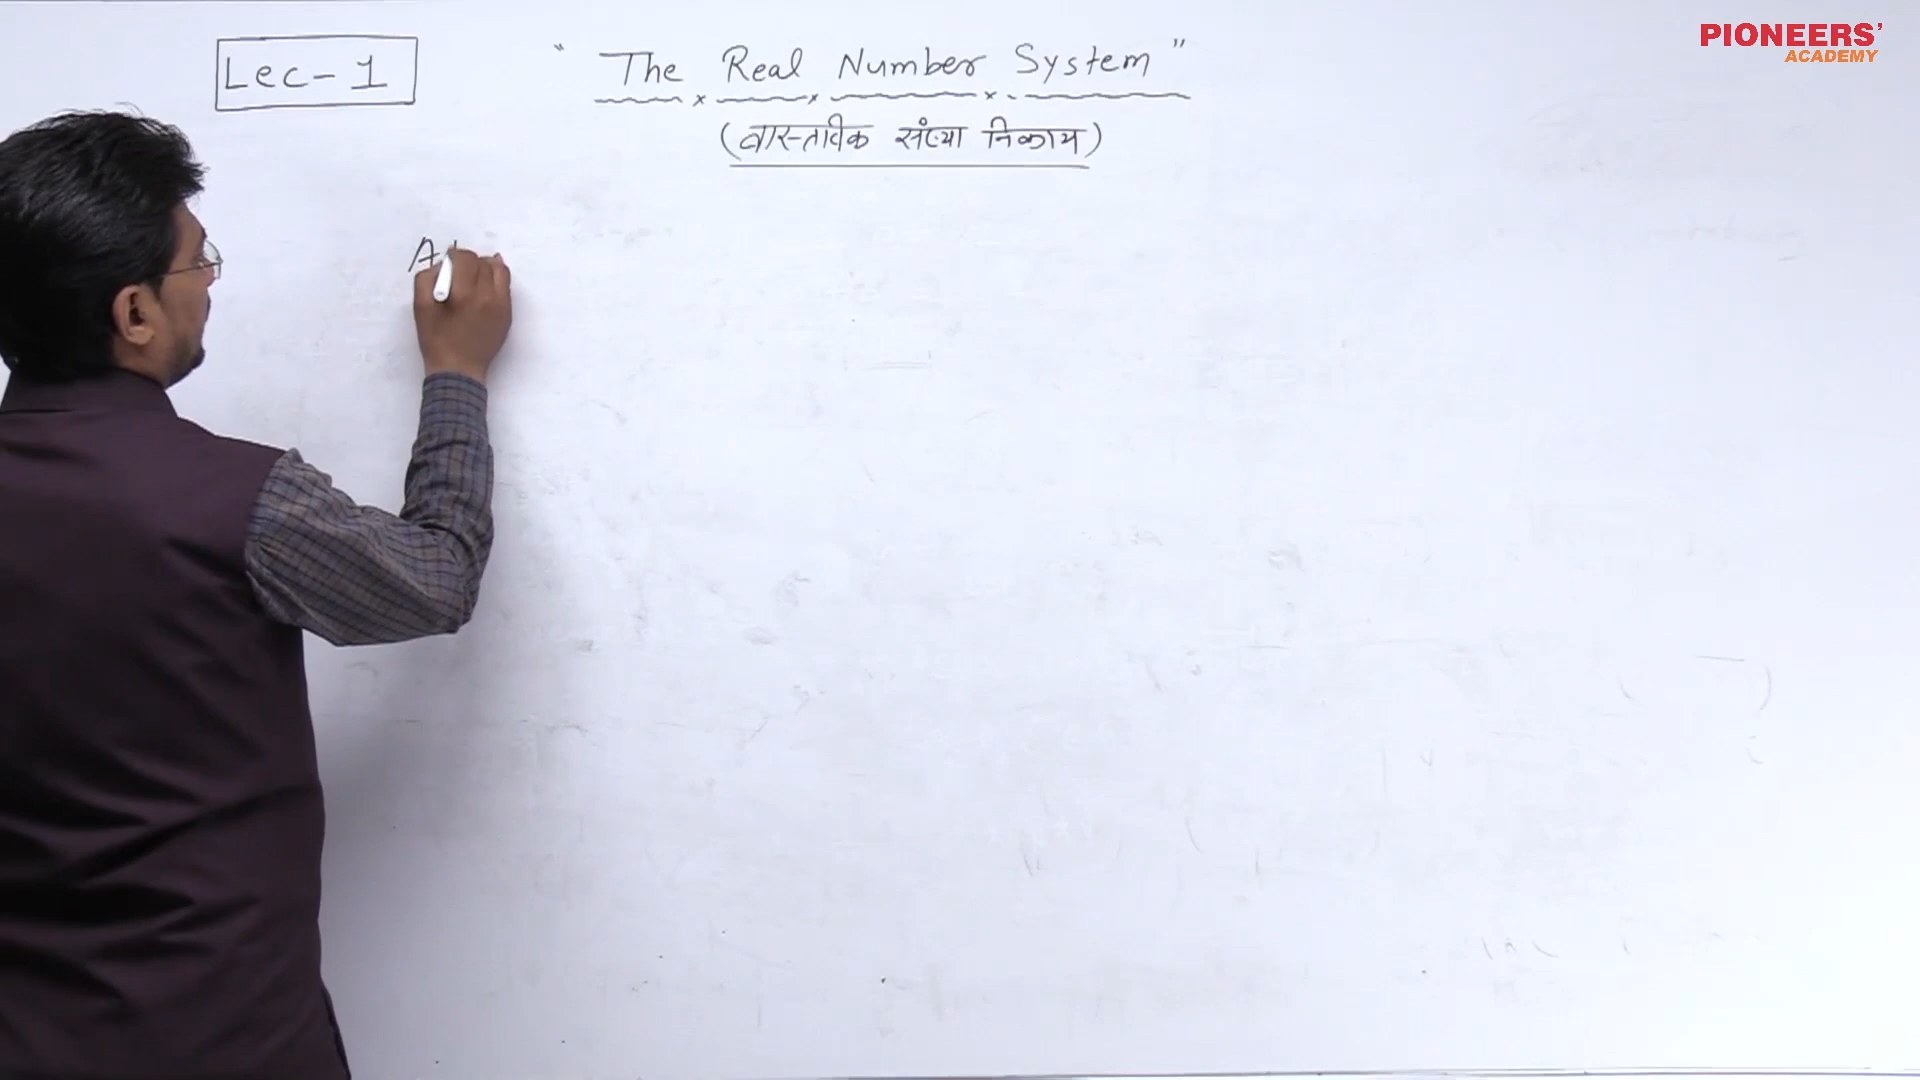 PIONEERS'
ACADEMY
Lec-1
" The Real Number System "
(वास्तविक संख्या निकाय)